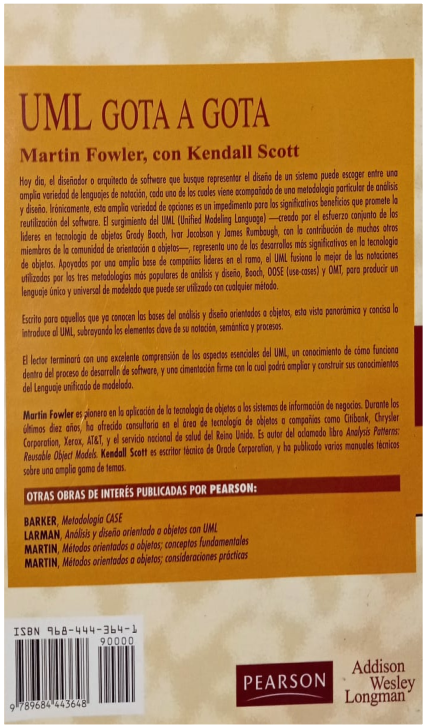 UML GOTA A GOTA
Martin Fowler, con Kendall Scott
Hoy día, el diseñador o arquitecto de software que busque representar el diseño de un sistema puede escoger entre una
amplia variedad de lenguajes de notación, cada uno de los cuales viene acompañado de una metodología particular de análisis
y diseño. Irónicamente, esta amplia variedad de opciones es un impedimento para los significativos beneficios que promete la
reutilización del software. El surgimiento del UML (Unified Modeling Language) —creado por el esfuerzo conjunto de los
líderes en tecnología de objetos Grady Booch, Ivar Jacobson y James Rumbaugh, con la contribución de muchos otros
miembros de la comunidad de orientación a objetos—, representa uno de los desarrollos más significativos en la tecnología
de objetos. Apoyados por una amplia base de compañías líderes en el ramo, el UML fusiona lo mejor de las notaciones
utilizadas por las tres metodologías más populares de análisis y diseño, Booch, OOSE (use-cases) y OMT, para producir un
lenguaje único y universal de modelado que puede ser utilizado con cualquier método.
Escrito para aquellos que ya conocen las bases del análisis y diseño orientados a objetos, esta vista panorámica y concisa lo
introduce al UML, subrayando los elementos clave de su notación, semántica y procesos.
El lector terminará con una excelente comprensión de los aspectos esenciales del UML, un conocimiento de cómo funciona
dentro del proceso de desarrollo de software, y una cimentación firme con la cual podrá ampliar y construir sus conocimientos
del Lenguaje unificado de modelado.
Martin Fowler es pionero en la aplicación de la tecnología de objetos a los sistemas de información de negocios. Durante los
últimos diez años, ha ofrecido consultoría en el área de tecnología de objetos a compañías como Citibank, Chrysler
Corporation, Xerox, AT&T, y el servicio nacional de salud del Reino Unido. Es autor del aclamado libro Analysis Patterns:
Reusable Object Models. Kendall Scott es escritor técnico de Oracle Corporation, y ha publicado varios manuales técnicos
sobre una amplia gama de temas.
OTRAS OBRAS DE INTERÉS PUBLICADAS POR PEARSON:
BARKER, Metodología CASE
LARMAN, Análisis y diseño orientado a objetos con UML
MARTIN, Métodos orientados a objetos; conceptos fundamentales
MARTIN, Métodos orientados a objetos; consideraciones prácticas
ISBN 968-444-364-1
90000
9 789684 443648
PEARSON
Addison
Wesley
Longman